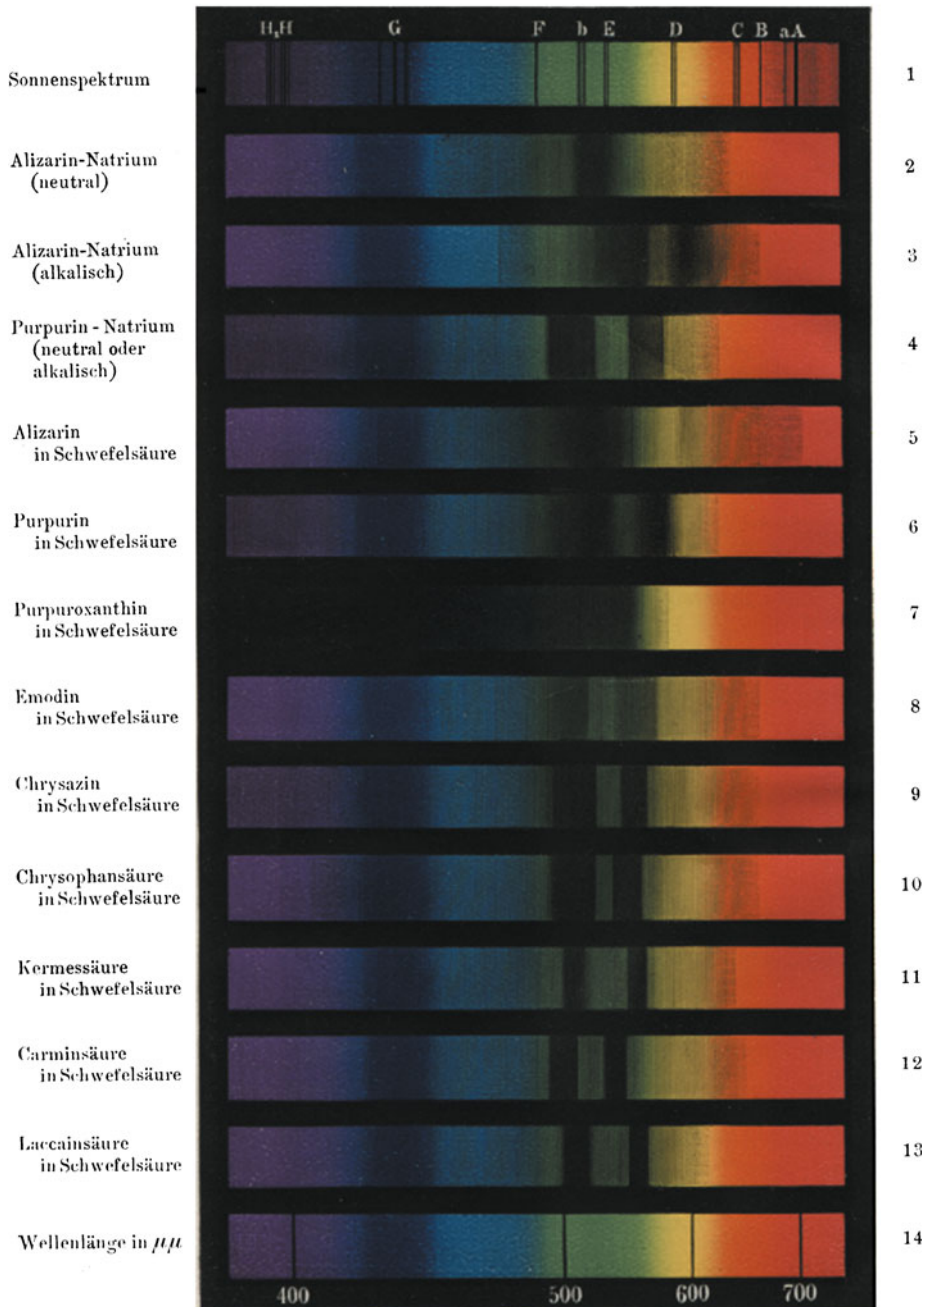 H₁H G F b E D C B aA
Sonnenspektrum 1
Alizarin-Natrium
(neutral) 2
Alizarin-Natrium
(alkalisch) 3
Purpurin - Natrium
(neutral oder
alkalisch) 4
Alizarin
in Schwefelsäure 5
Purpurin
in Schwefelsäure 6
Purpuroxanthin
in Schwefelsäure 7
Emodin
in Schwefelsäure 8
Chrysazin
in Schwefelsäure 9
Chrysophansäure
in Schwefelsäure 10
Kermessäure
in Schwefelsäure 11
Carminsäure
in Schwefelsäure 12
Laccainsäure
in Schwefelsäure 13
Wellenlänge in μμ 14
400 500 600 700